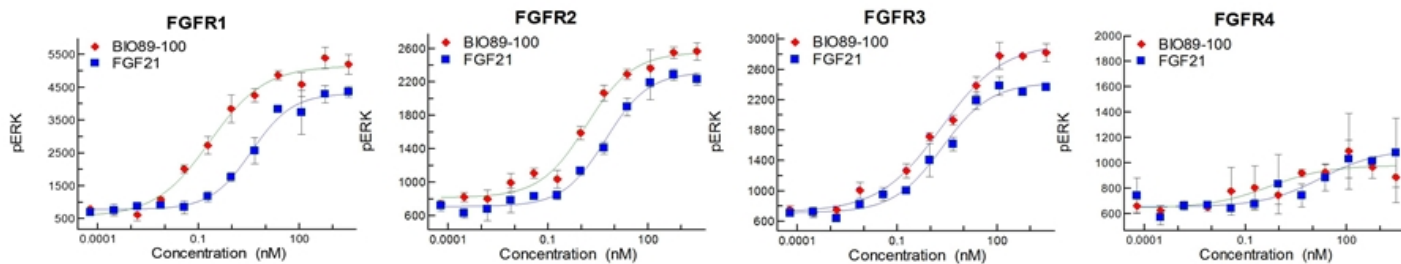 FGFR1
BIO89-100
FGF21
pERK
5500
4500
3500
2500
1500
500
0.0001
0.1
100
Concentration (nM)
FGFR2
BIO89-100
FGF21
pERK
2600
2200
1800
1400
1000
600
0.0001
0.1
100
Concentration (nM)
FGFR3
BIO89-100
FGF21
pERK
3000
2600
2200
1800
1400
1000
600
0.0001
0.1
100
Concentration (nM)
FGFR4
BIO89-100
FGF21
pERK
2000
1800
1600
1400
1200
1000
800
600
0.0001
0.1
100
Concentration (nM)